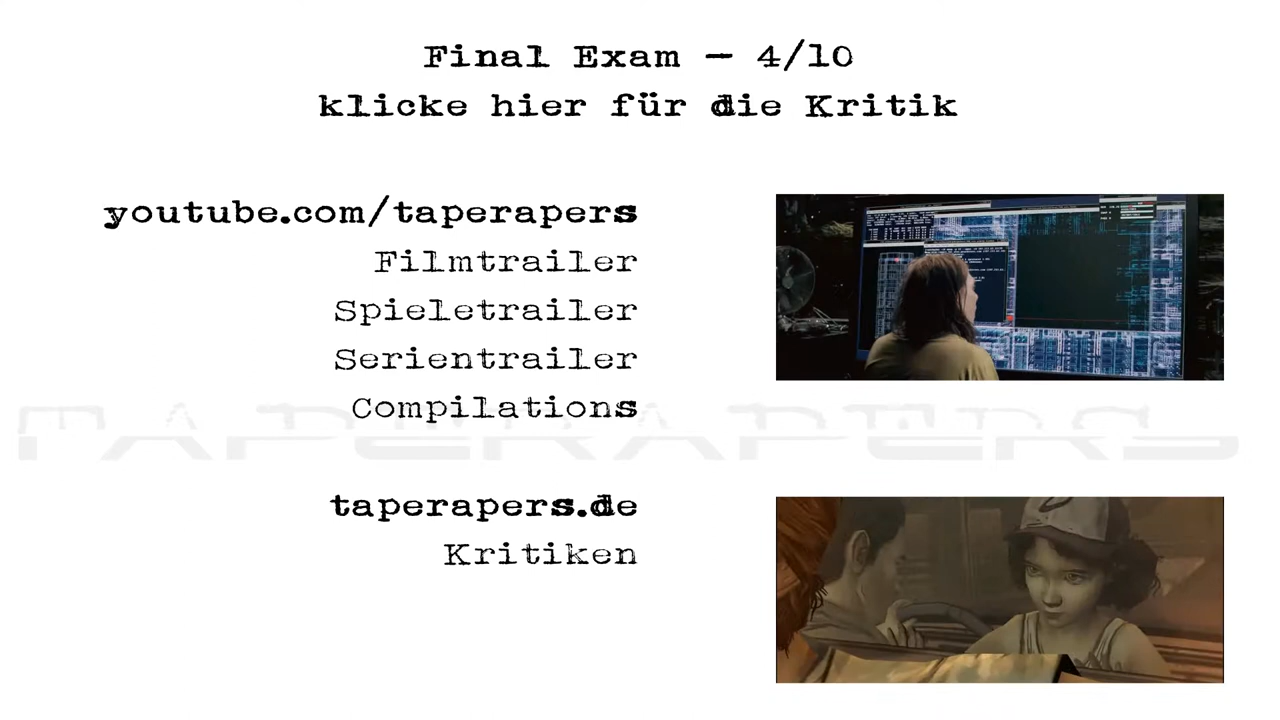 Final Exam – 4/10
klicke hier für die Kritik
youtube.com/taperapers
Filmtrailer
Spieletrailer
Serientrailer
Compilations
TAPERAPERS
taperapers.de
Kritiken